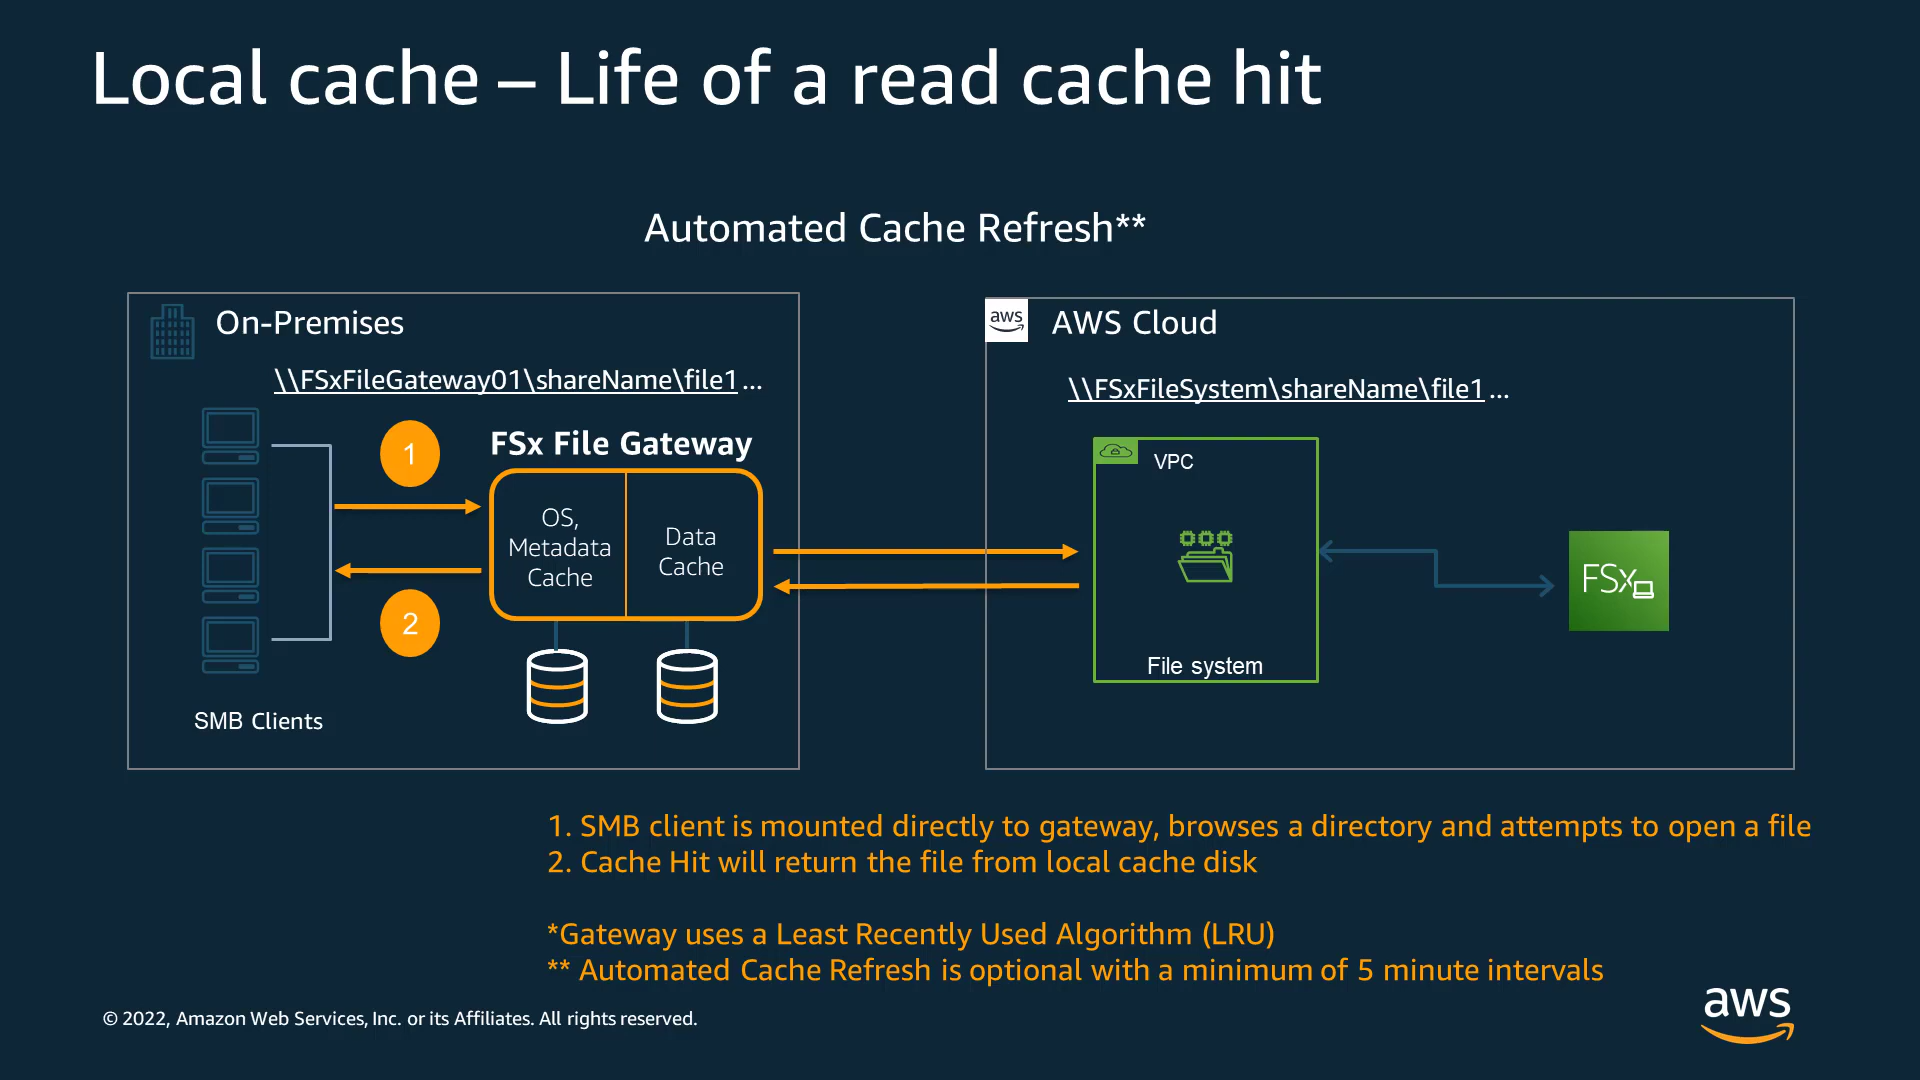 Local cache – Life of a read cache hit
Automated Cache Refresh**
On-Premises
\\FSxFileGateway01\shareName\file1...
1
FSx File Gateway
OS,
Metadata
Cache
Data
Cache
2
SMB Clients
aws
AWS Cloud
\\FSxFileSystem\shareName\file1...
VPC
File system
FSx
1. SMB client is mounted directly to gateway, browses a directory and attempts to open a file
2. Cache Hit will return the file from local cache disk
*Gateway uses a Least Recently Used Algorithm (LRU)
** Automated Cache Refresh is optional with a minimum of 5 minute intervals
© 2022, Amazon Web Services, Inc. or its Affiliates. All rights reserved.
aws